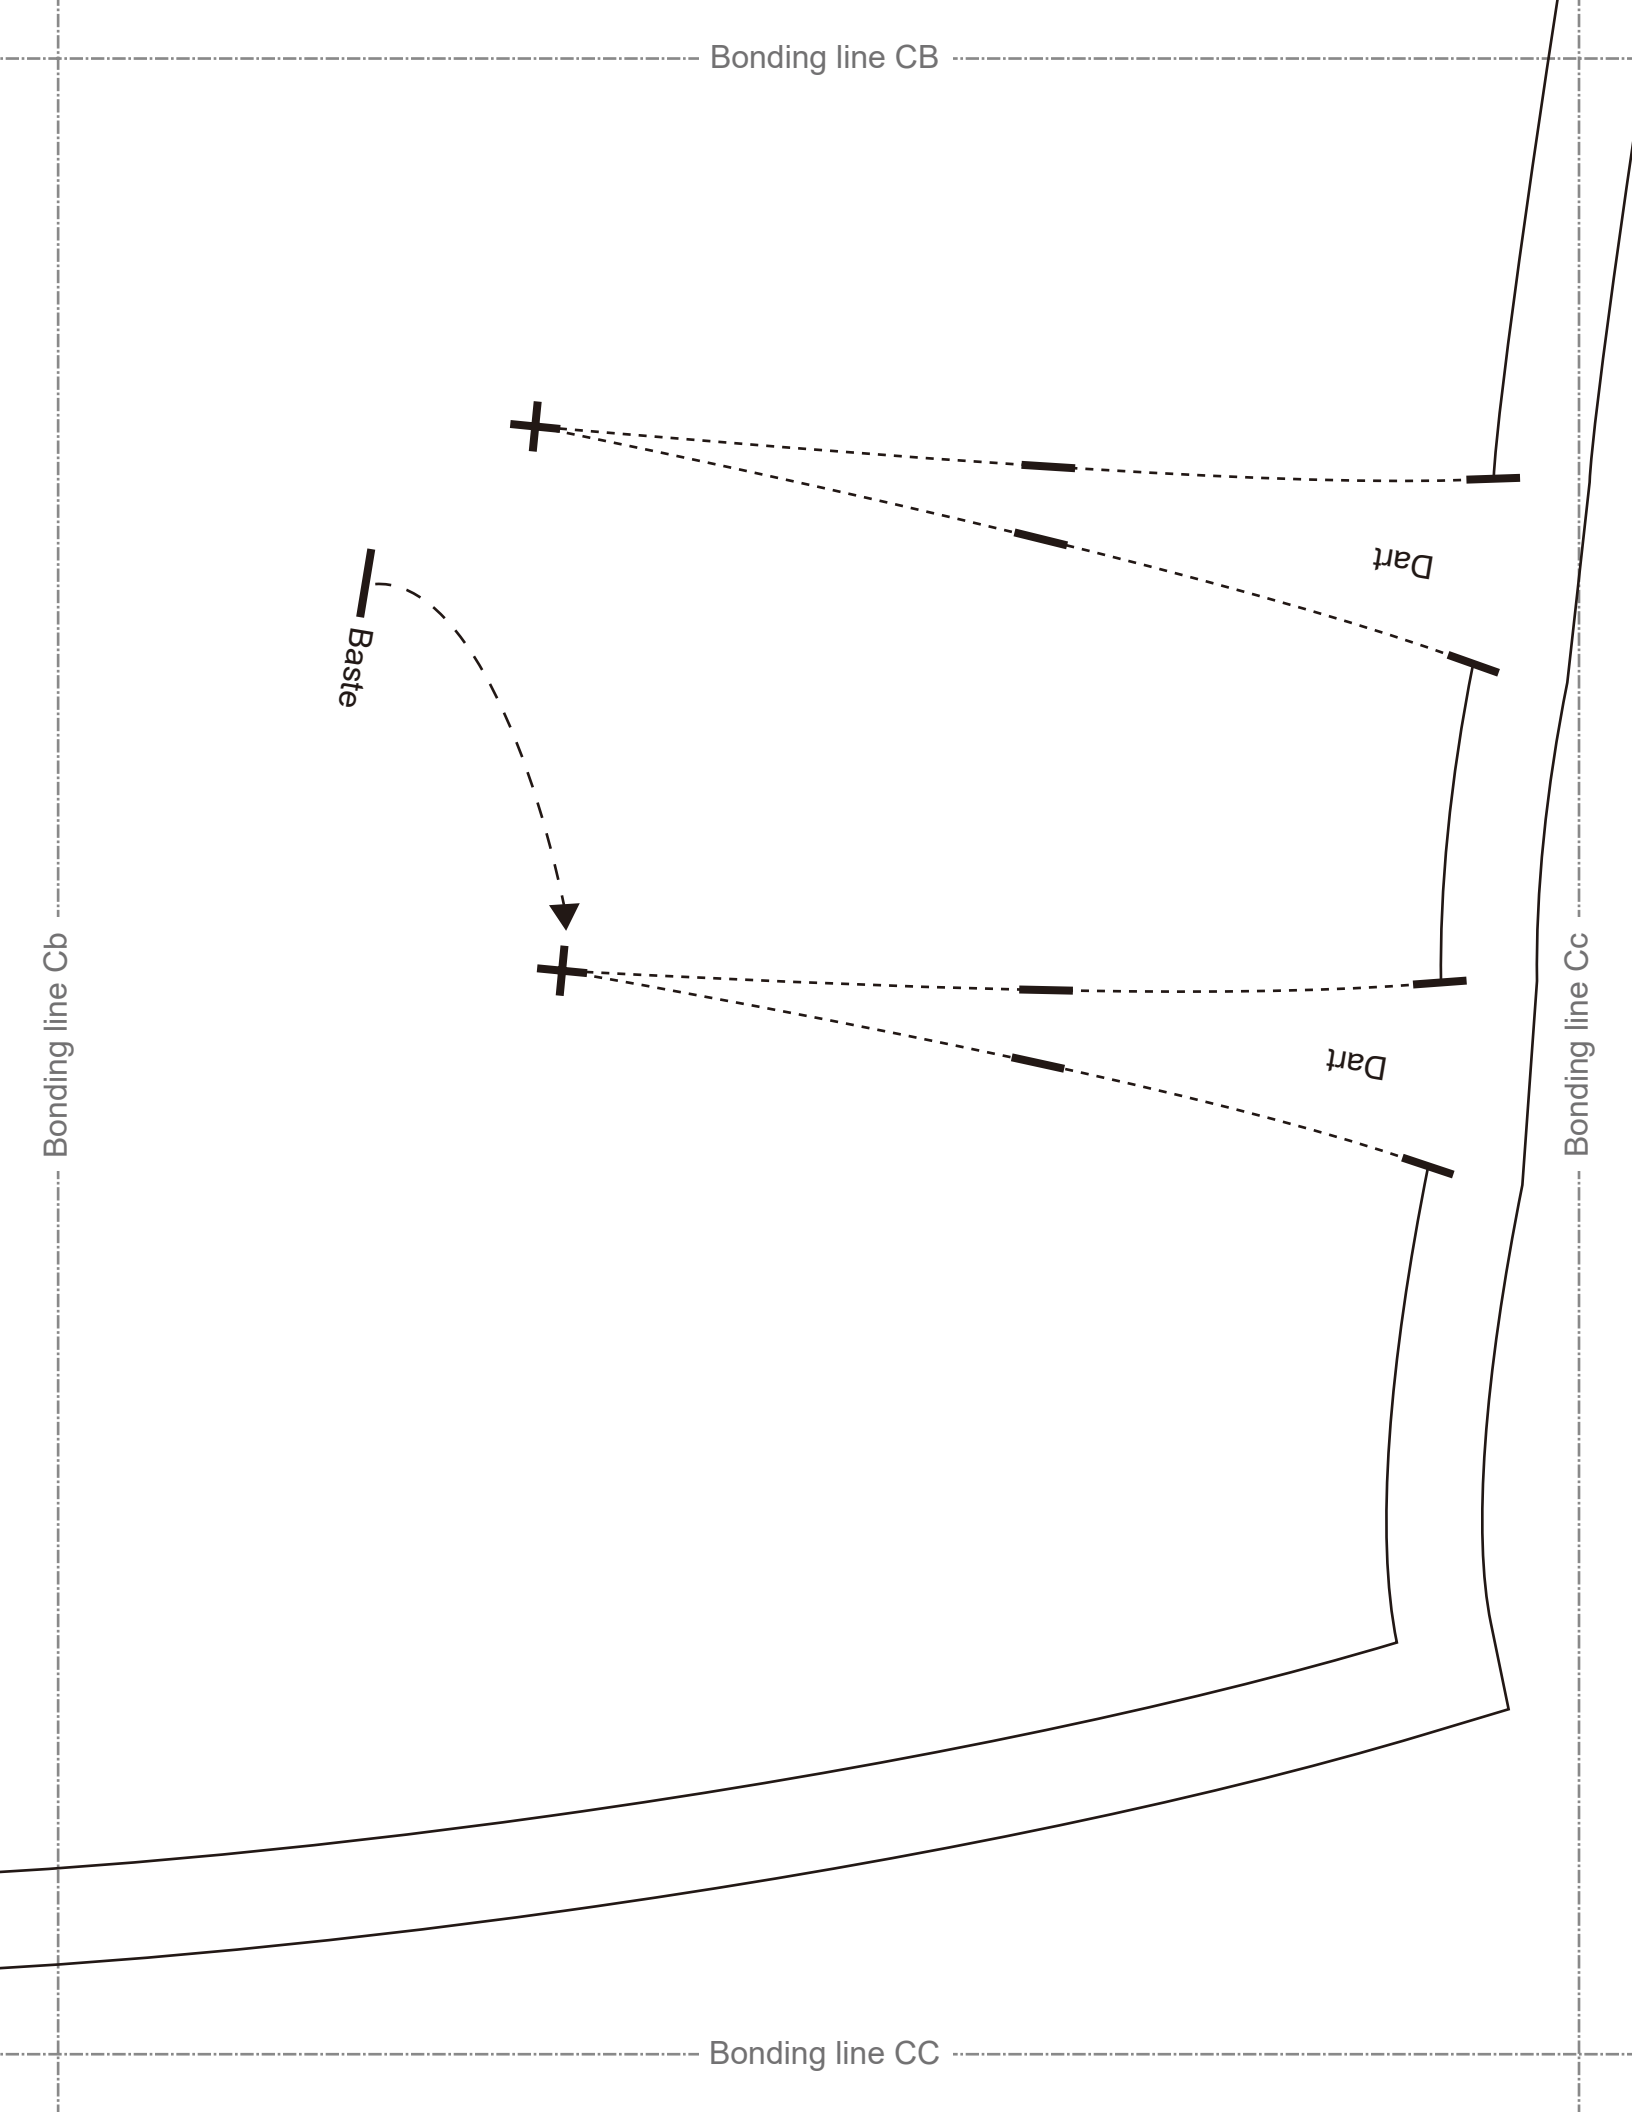 Bonding line CB
Dart
Baste
Bonding line Cb
Bonding line Cc
Dart
Bonding line CC